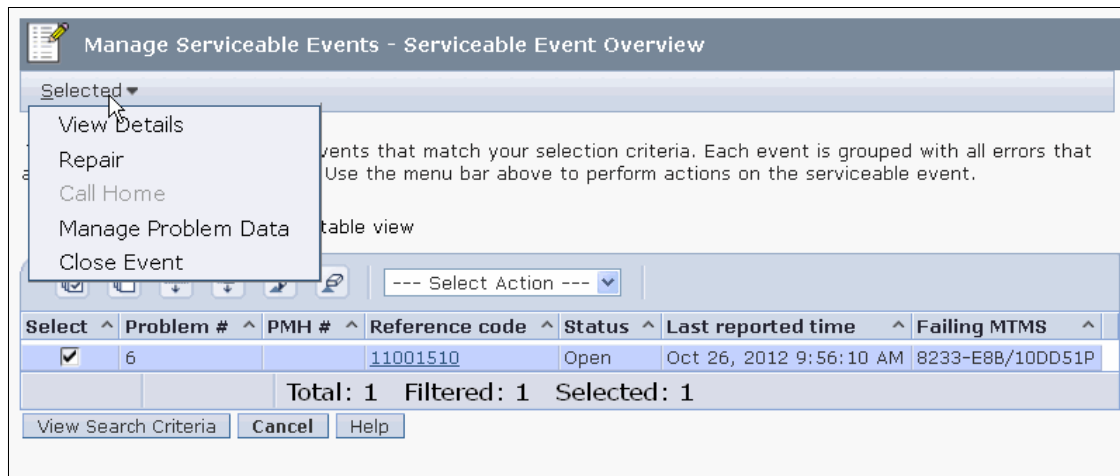 Manage Serviceable Events - Serviceable Event Overview
Selected
View Details
Repair
Call Home
Manage Problem Data
Close Event
vents that match your selection criteria. Each event is grouped with all errors that
Use the menu bar above to perform actions on the serviceable event.
table view
--- Select Action ---
Select ^ Problem # ^ PMH # ^ Reference code ^ Status ^ Last reported time ^ Failing MTMS ^
6 11001510 Open Oct 26, 2012 9:56:10 AM 8233-E8B/10DD51P
Total: 1 Filtered: 1 Selected: 1
View Search Criteria Cancel Help